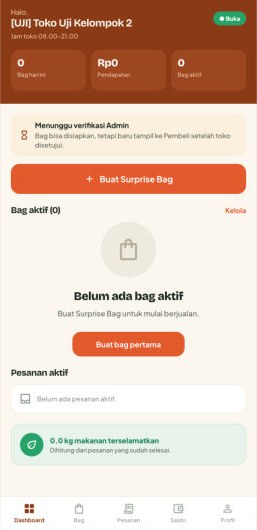 Halo,
[UJI] Toko Uji Kelompok 2
Buka
Jam toko 08.00-21.00
0
Rp0
0
Bag hari ini
Pendapatan
Bag aktif
Menunggu verifikasi Admin
Bag bisa disiapkan, tetapi baru tampil ke Pembeli setelah toko
disetujui.
+ Buat Surprise Bag
Bag aktif (0)
Kelola
Belum ada bag aktif
Buat Surprise Bag untuk mulai berjualan.
Buat bag pertama
Pesanan aktif
Belum ada pesanan aktif.
0.0 kg makanan terselamatkan
Dihitung dari pesanan yang sudah selesai.
Dashboard
Bag
Pesanan
Saldo
Profil